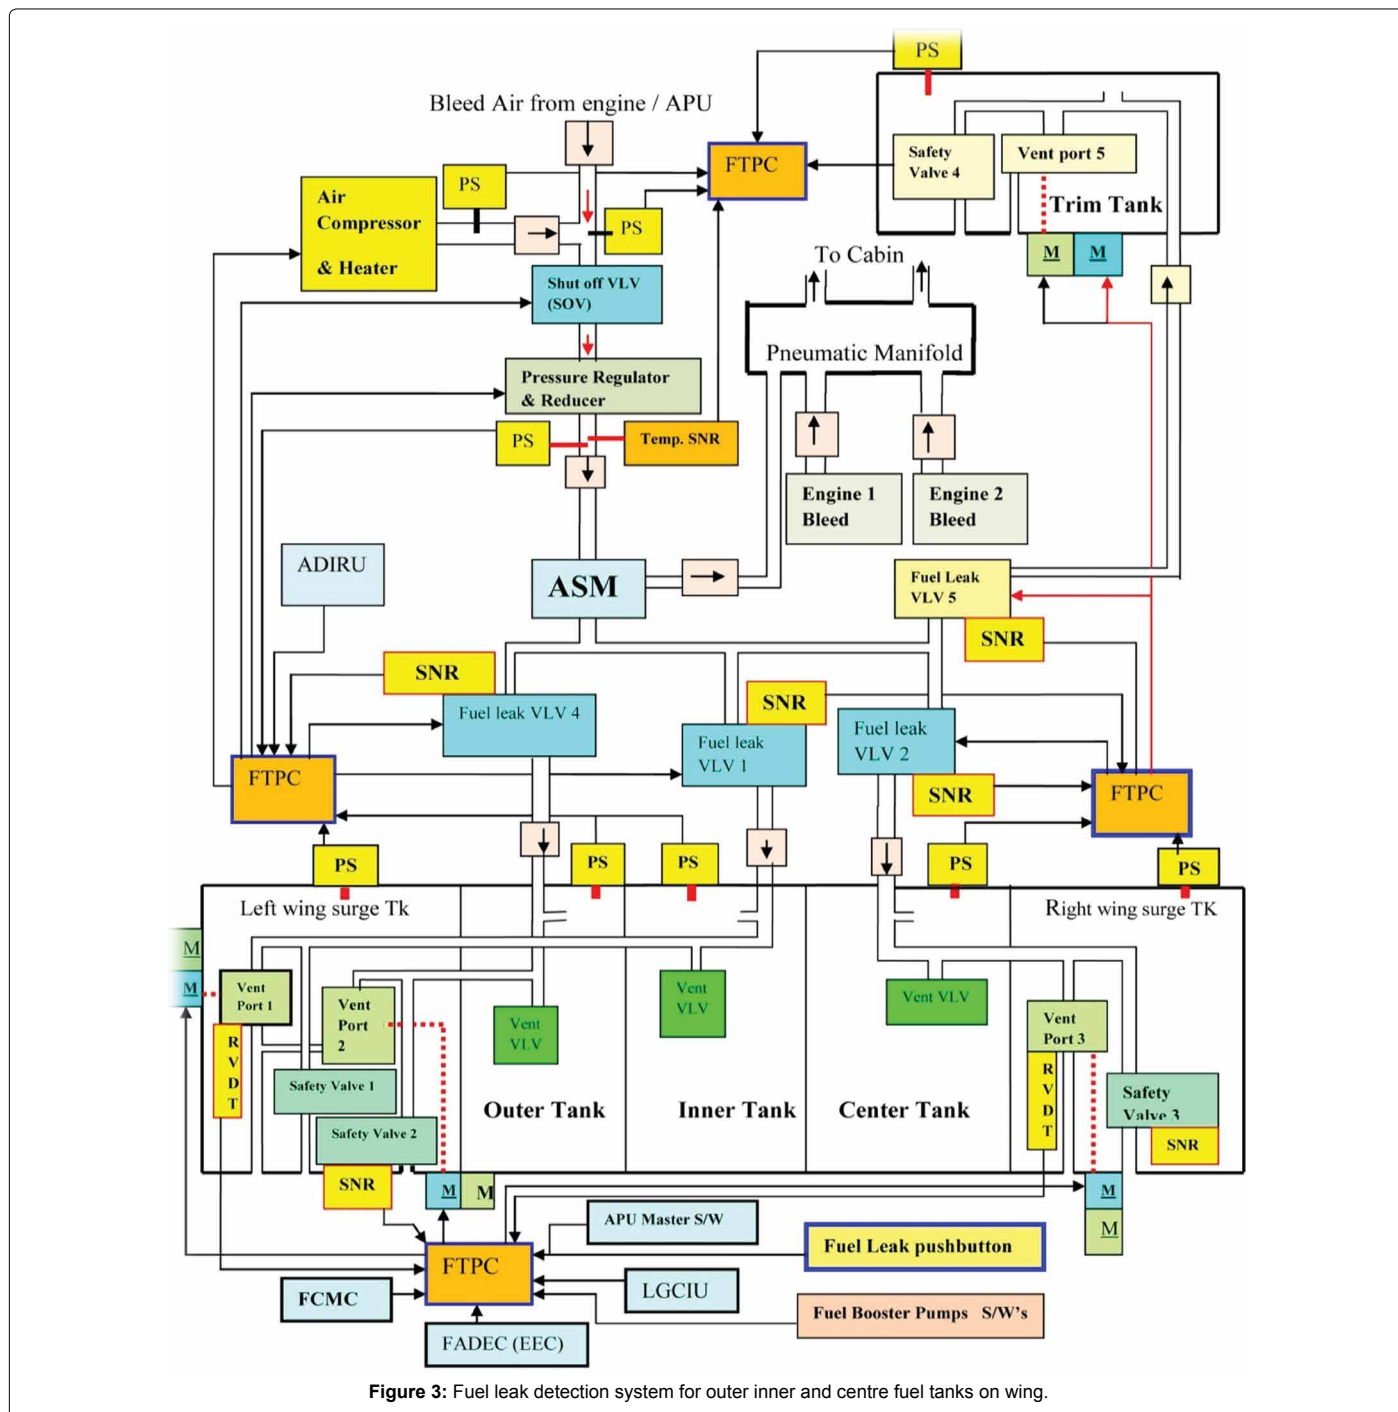 PS
Bleed Air from engine / APU
FTPC
Safety
Valve 4
Vent port 5
PS
Air
Compressor
& Heater
PS
Trim Tank
M
M
To Cabin
Shut off VLV
(SOV)
Pneumatic Manifold
Pressure Regulator
& Reducer
PS
Temp. SNR
Engine 1
Bleed
Engine 2
Bleed
ADIRU
ASM
Fuel Leak
VLV 5
SNR
SNR
SNR
Fuel leak VLV 4
Fuel leak
VLV 1
Fuel leak
VLV 2
FTPC
SNR
FTPC
PS
PS
PS
PS
PS
Left wing surge Tk
Right wing surge TK
M
M
Vent
Port 1
Vent
Port
2
Vent
VLV
Vent
VLV
Vent VLV
Vent
Port 3
R
V
D
T
R
V
D
T
Safety Valve 1
Safety Valve 2
Safety
Valve 3
Outer Tank
Inner Tank
Center Tank
SNR
SNR
M
M
M
M
APU Master S/W
Fuel Leak pushbutton
FTPC
FCMC
LGCIU
Fuel Booster Pumps S/W's
FADEC (EEC)
Figure 3: Fuel leak detection system for outer inner and centre fuel tanks on wing.